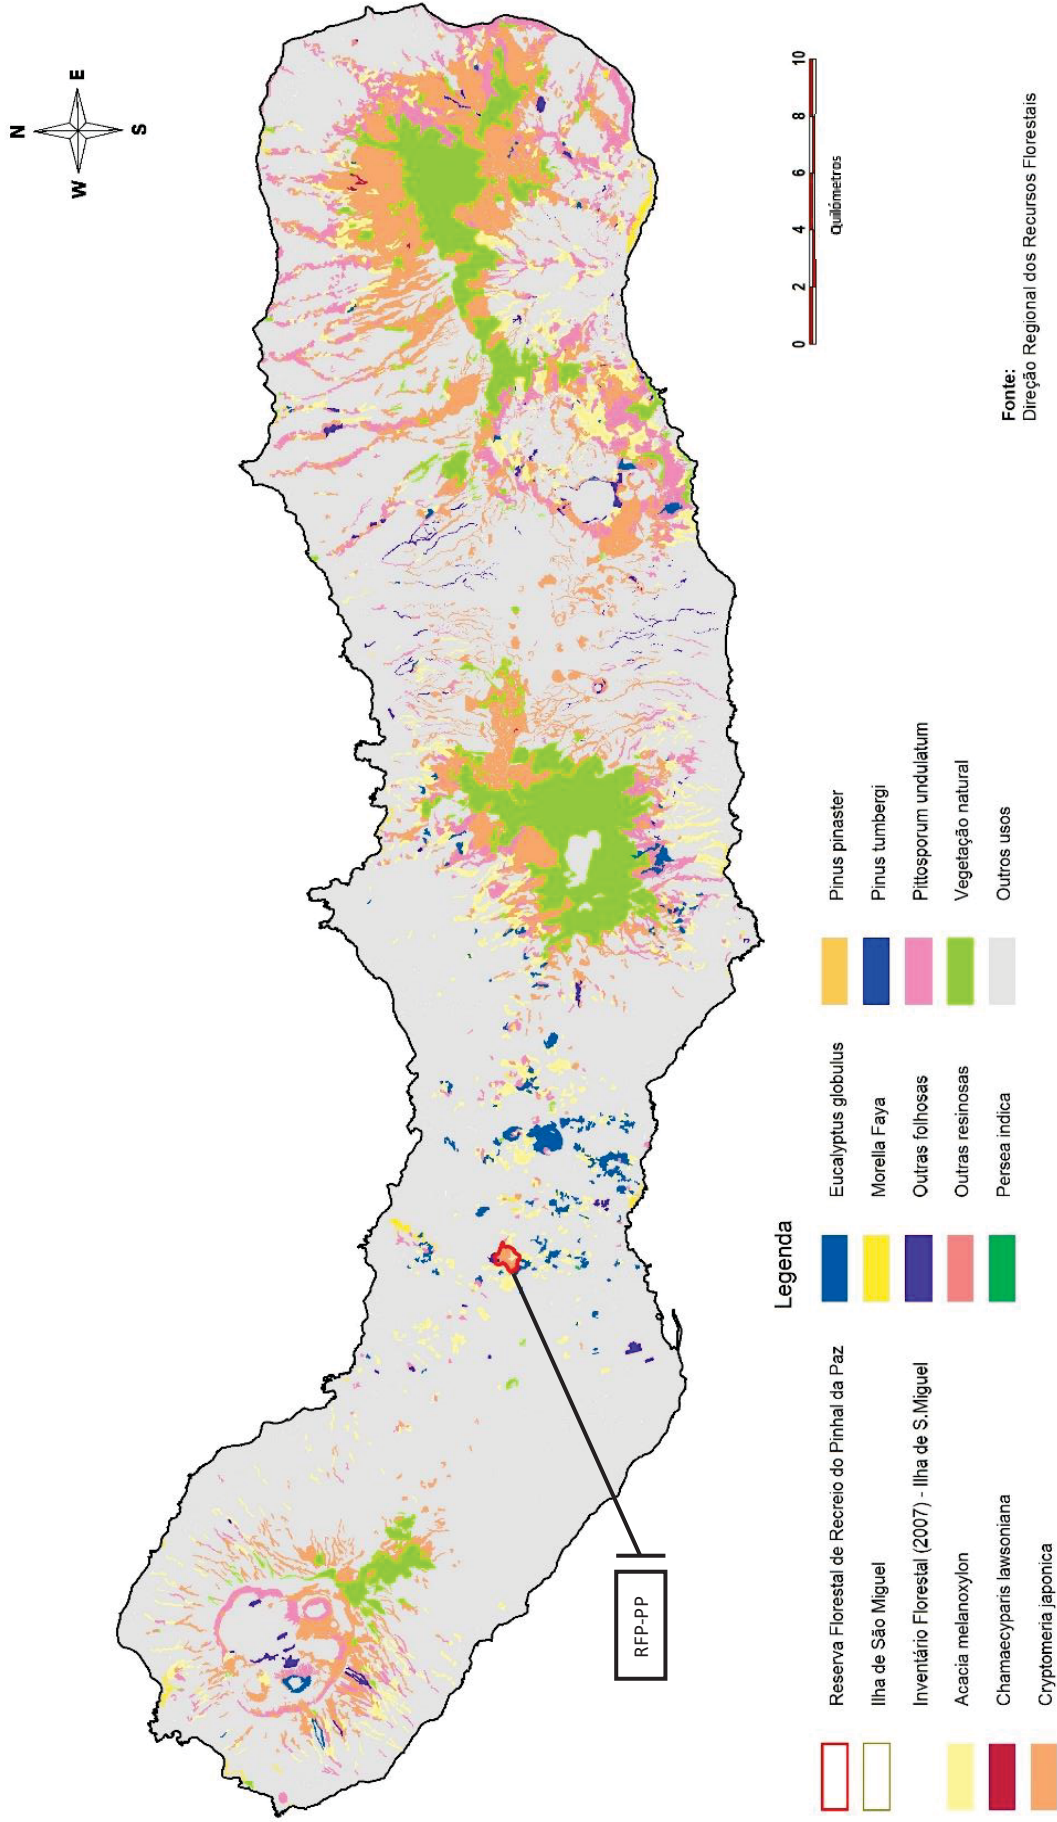 N
W
E
S
0 2 4 6 8 10
Quilómetros
Fonte:
Direção Regional dos Recursos Florestais
RFP-PP
Legenda
Reserva Florestal de Recreio do Pinhal da Paz
Ilha de São Miguel
Inventário Florestal (2007) - Ilha de S.Miguel
Acacia melanoxylon
Chamaecyparis lawsoniana
Cryptomeria japonica
Eucalyptus globulus
Morella Faya
Outras folhosas
Outras resinosas
Persea indica
Pinus pinaster
Pinus tumbergi
Pittosporum undulatum
Vegetação natural
Outros usos